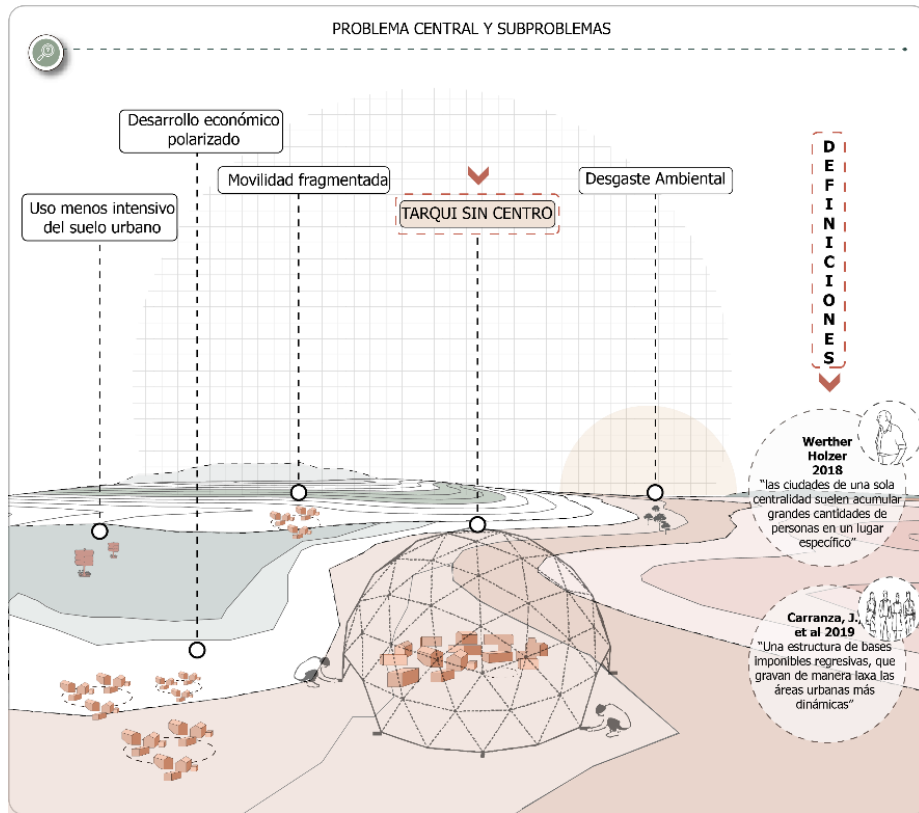 PROBLEMA CENTRAL Y SUBPROBLEMAS
Desarrollo económico
polarizado
Movilidad fragmentada
Desgaste Ambiental
Uso menos intensivo
del suelo urbano
TARQUI SIN CENTRO
DEFINICIONES
Werther
Holzer
2018
“las ciudades de una sola
centralidad suelen acumular
grandes cantidades de
personas en un lugar
específico”
Carranza, J.,
et al 2019
“Una estructura de bases
imponibles regresivas, que
gravan de manera laxa las
áreas urbanas más
dinámicas”